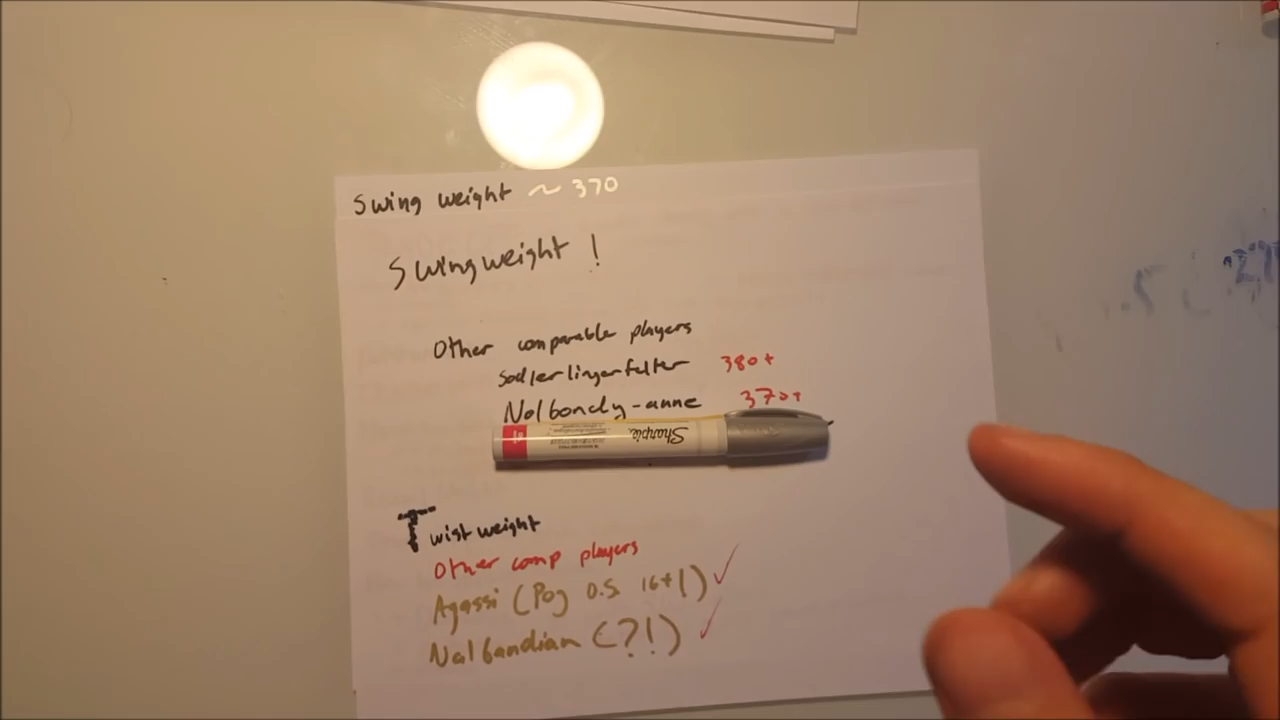 Swing weight ~ 370
Swingweight !
Other comparable players
380+
Nalbandy-anne 370+
Sharpie
Twist weight
Other comp players
Agassi (Pog O.S 16+1) ✓
Nalbandian (?!) ✓